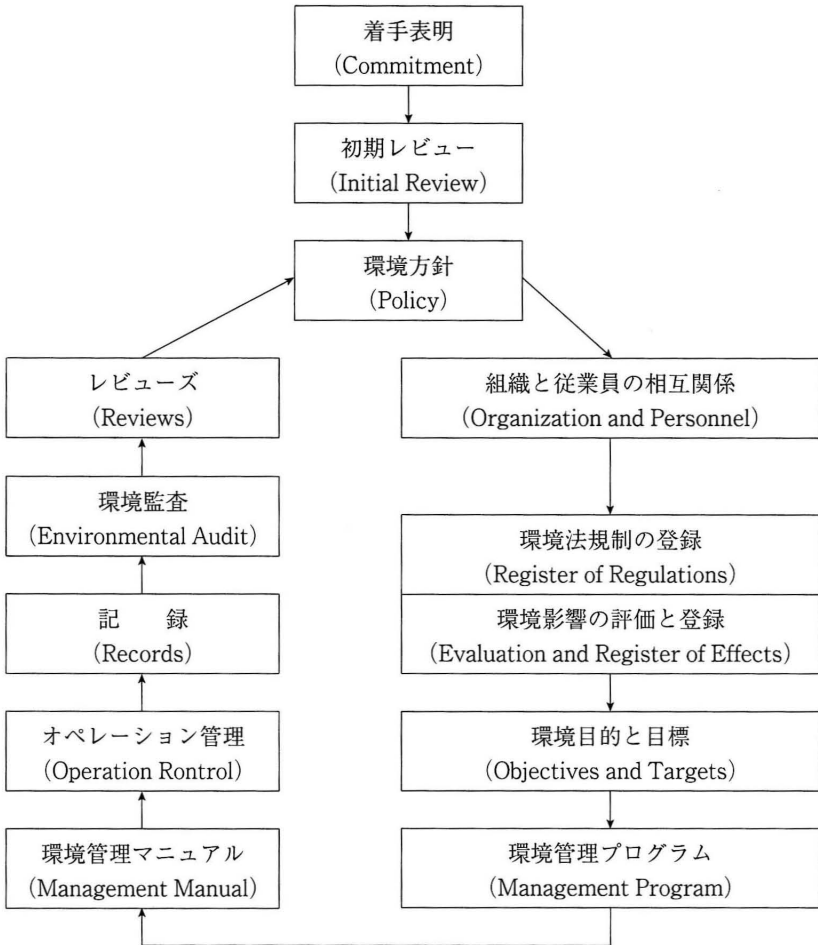 着手表明
(Commitment)
初期レビュー
(Initial Review)
環境方針
(Policy)
組織と従業員の相互関係
(Organization and Personnel)
環境法規制の登録
(Register of Regulations)
環境影響の評価と登録
(Evaluation and Register of Effects)
環境目的と目標
(Objectives and Targets)
環境管理プログラム
(Management Program)
環境管理マニュアル
(Management Manual)
オペレーション管理
(Operation Rontrol)
記　録
(Records)
環境監査
(Environmental Audit)
レビューズ
(Reviews)